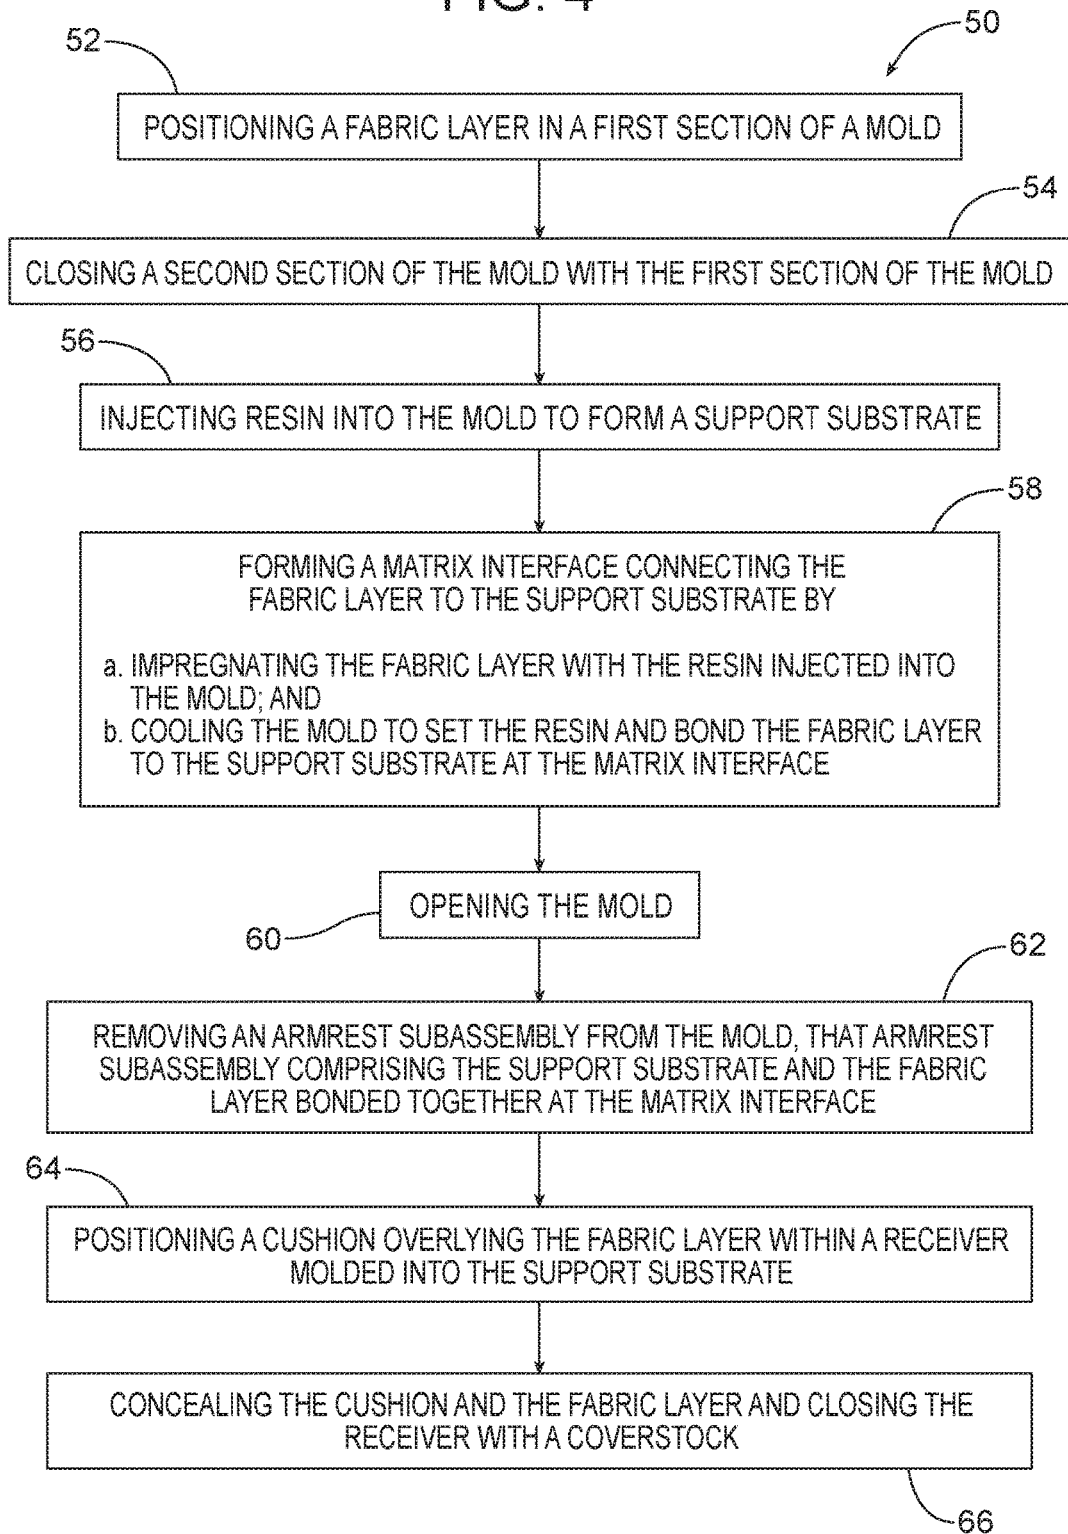 FIG. 4
50
52
POSITIONING A FABRIC LAYER IN A FIRST SECTION OF A MOLD
54
CLOSING A SECOND SECTION OF THE MOLD WITH THE FIRST SECTION OF THE MOLD
56
INJECTING RESIN INTO THE MOLD TO FORM A SUPPORT SUBSTRATE
58
FORMING A MATRIX INTERFACE CONNECTING THE
FABRIC LAYER TO THE SUPPORT SUBSTRATE BY
a. IMPREGNATING THE FABRIC LAYER WITH THE RESIN INJECTED INTO
THE MOLD; AND
b. COOLING THE MOLD TO SET THE RESIN AND BOND THE FABRIC LAYER
TO THE SUPPORT SUBSTRATE AT THE MATRIX INTERFACE
OPENING THE MOLD
60
62
REMOVING AN ARMREST SUBASSEMBLY FROM THE MOLD, THAT ARMREST
SUBASSEMBLY COMPRISING THE SUPPORT SUBSTRATE AND THE FABRIC
LAYER BONDED TOGETHER AT THE MATRIX INTERFACE
64
POSITIONING A CUSHION OVERLYING THE FABRIC LAYER WITHIN A RECEIVER
MOLDED INTO THE SUPPORT SUBSTRATE
CONCEALING THE CUSHION AND THE FABRIC LAYER AND CLOSING THE
RECEIVER WITH A COVERSTOCK
66